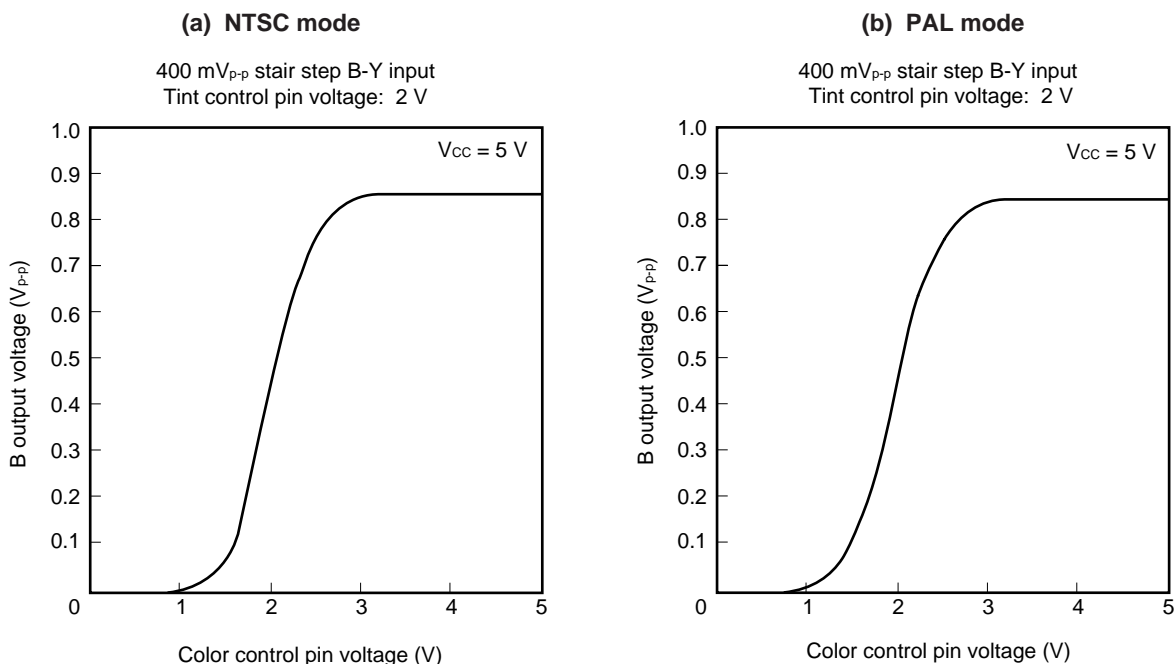 (a) NTSC mode
400 mVp-p stair step B-Y input
Tint control pin voltage: 2 V
VCC = 5 V
1.0
0.9
0.8
0.7
0.6
0.5
0.4
0.3
0.2
0.1
0
1
2
3
4
5
B output voltage (Vp-p)
Color control pin voltage (V)
(b) PAL mode
400 mVp-p stair step B-Y input
Tint control pin voltage: 2 V
VCC = 5 V
1.0
0.9
0.8
0.7
0.6
0.5
0.4
0.3
0.2
0.1
0
1
2
3
4
5
B output voltage (Vp-p)
Color control pin voltage (V)